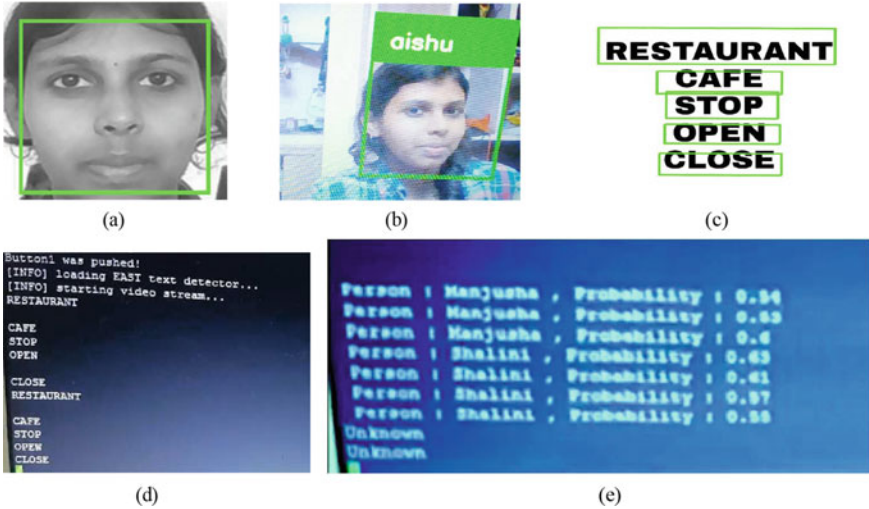 aishu
RESTAURANT
CAFE
STOP
OPEN
CLOSE
(a)
(b)
(c)
Button1 was pushed!
[INFO] loading EAST text detector...
[INFO] starting video stream...
RESTAURANT
CAFE
STOP
OPEN
CLOSE
RESTAURANT
CAFE
STOP
OPEN
CLOSE
Person : Manjusha , Probability : 0.54
Person : Manjusha , Probability : 0.53
Person : Manjusha , Probability : 0.6
Person : Shalini , Probability : 0.63
Person : Shalini , Probability : 0.61
Person : Shalini , Probability : 0.57
Person : Shalini , Probability : 0.55
Unknown
Unknown
(d)
(e)